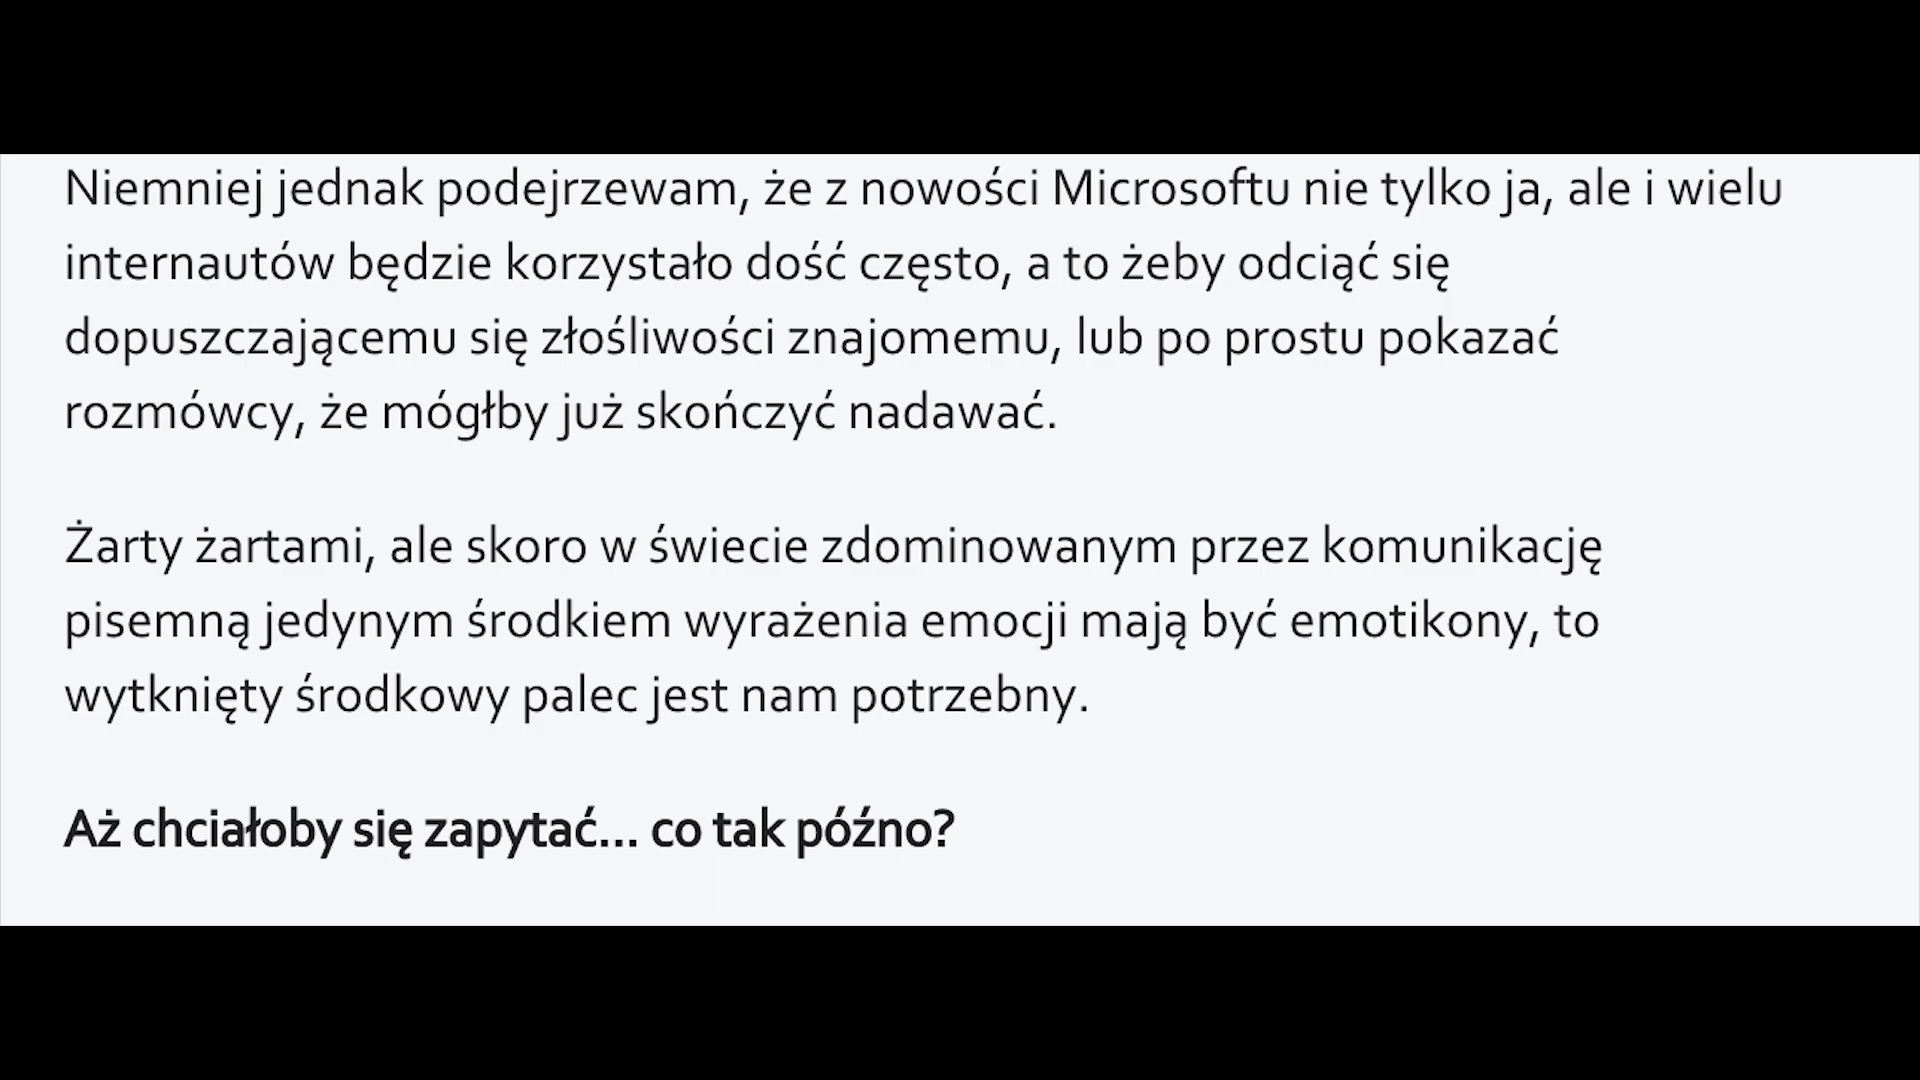 Niemniej jednak podejrzewam, że z nowości Microsoftu nie tylko ja, ale i wielu
internautów będzie korzystało dość często, a to żeby odciąć się
dopuszczającemu się złośliwości znajomemu, lub po prostu pokazać
rozmówcy, że mógłby już skończyć nadawać.
Żarty żartami, ale skoro w świecie zdominowanym przez komunikację
pisemną jedynym środkiem wyrażenia emocji mają być emotikony, to
wytknięty środkowy palec jest nam potrzebny.
Aż chciałoby się zapytać... co tak późno?